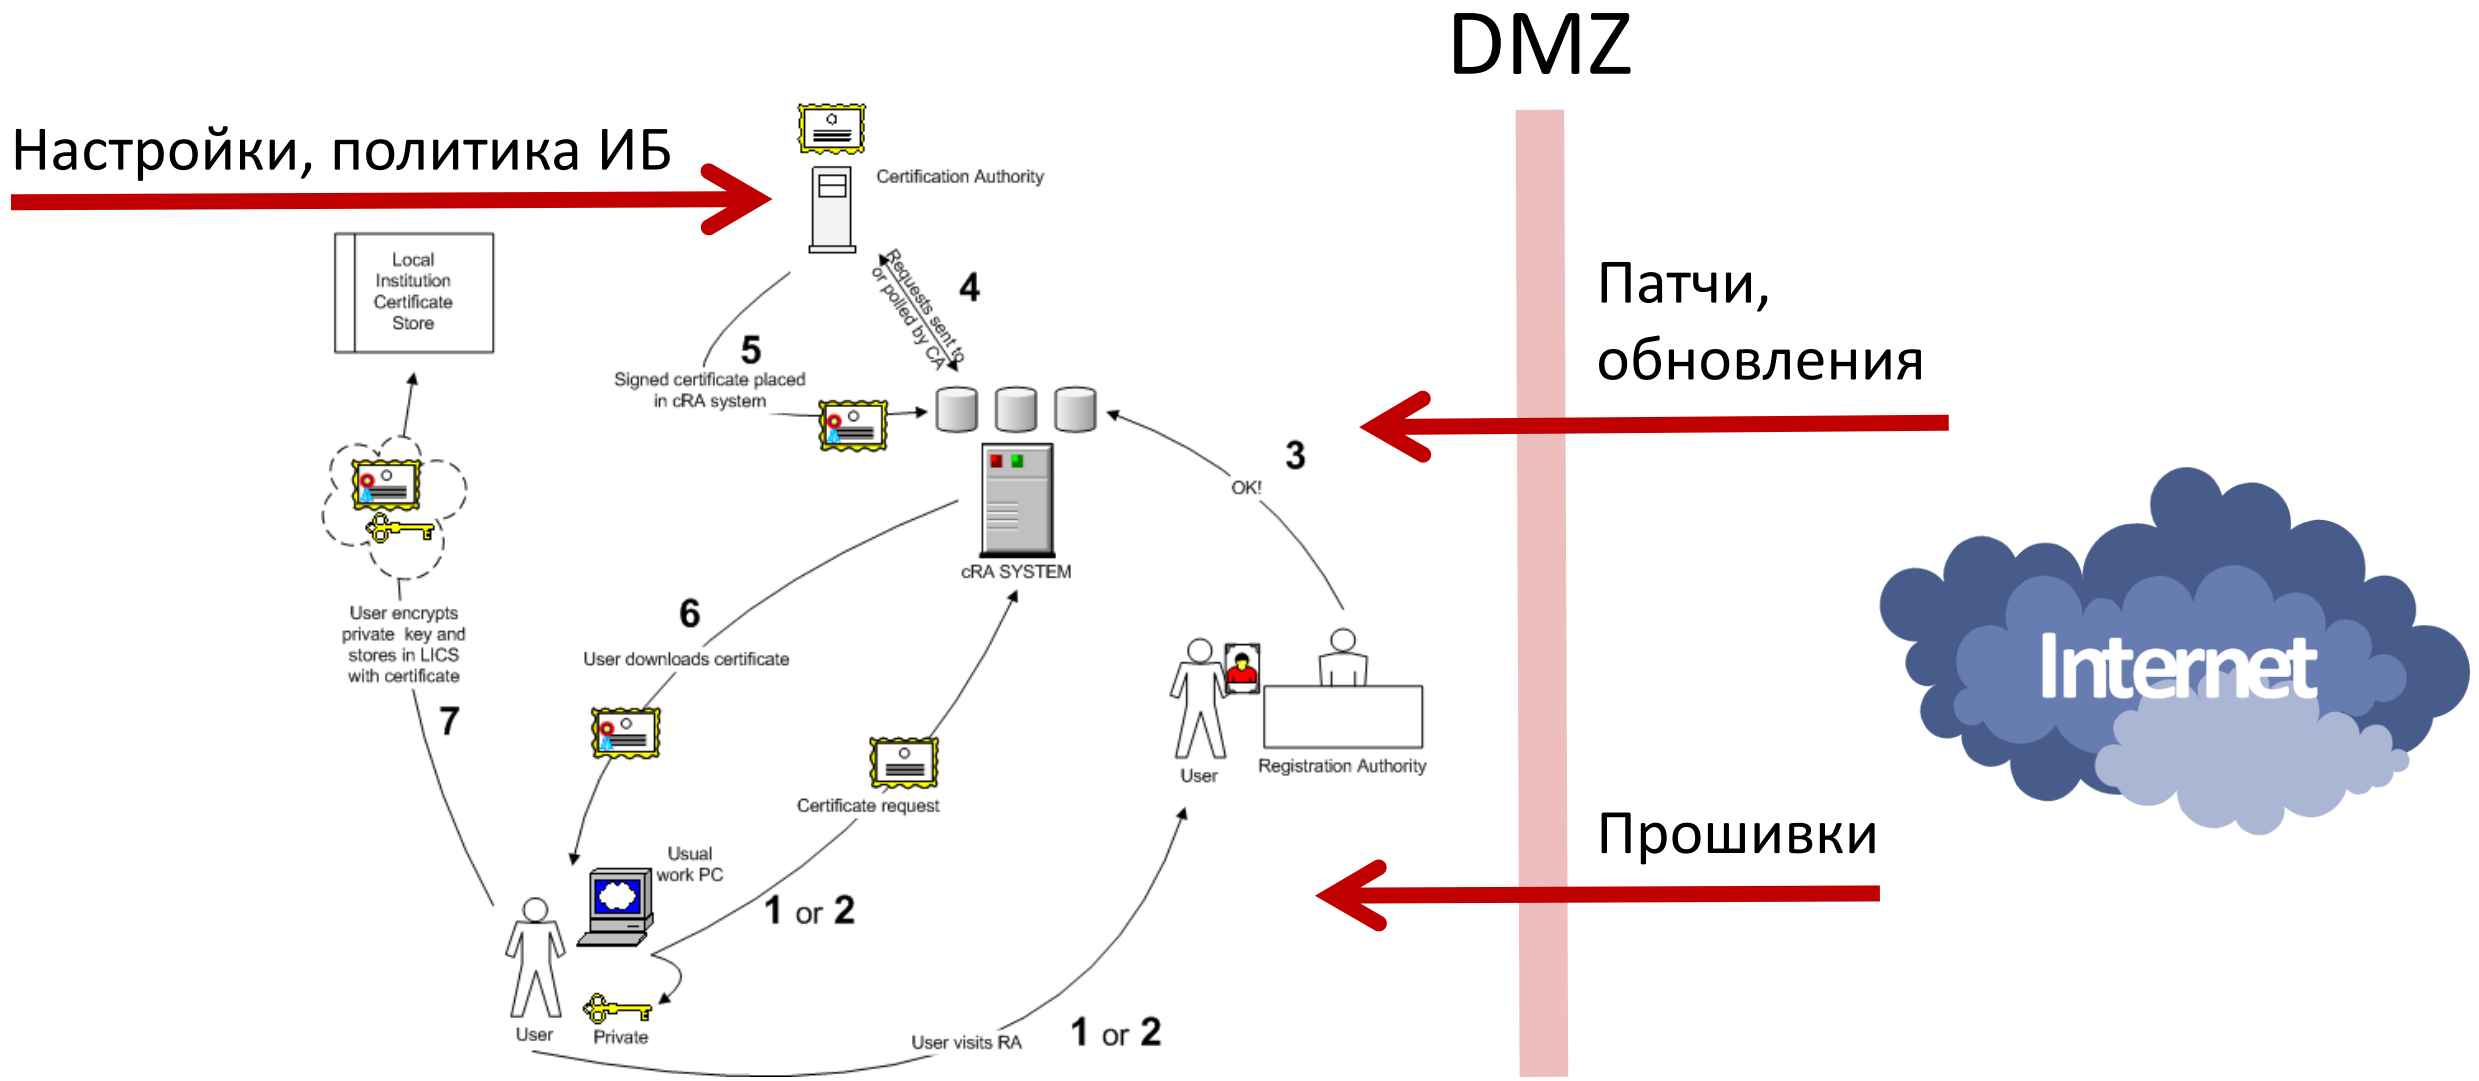 DMZ
Настройки, политика ИБ
Certification Authority
Local
Institution
Certificate
Store
Requests sent to
or polled by CA
4
5
Signed certificate placed
in cRA system
Патчи,
обновления
3
OK!
cRA SYSTEM
User encrypts
private key and
stores in LICS
with certificate
7
6
User downloads certificate
Internet
User
Registration Authority
Certificate request
Прошивки
Usual
work PC
1 or 2
User
Private
User visits RA
1 or 2